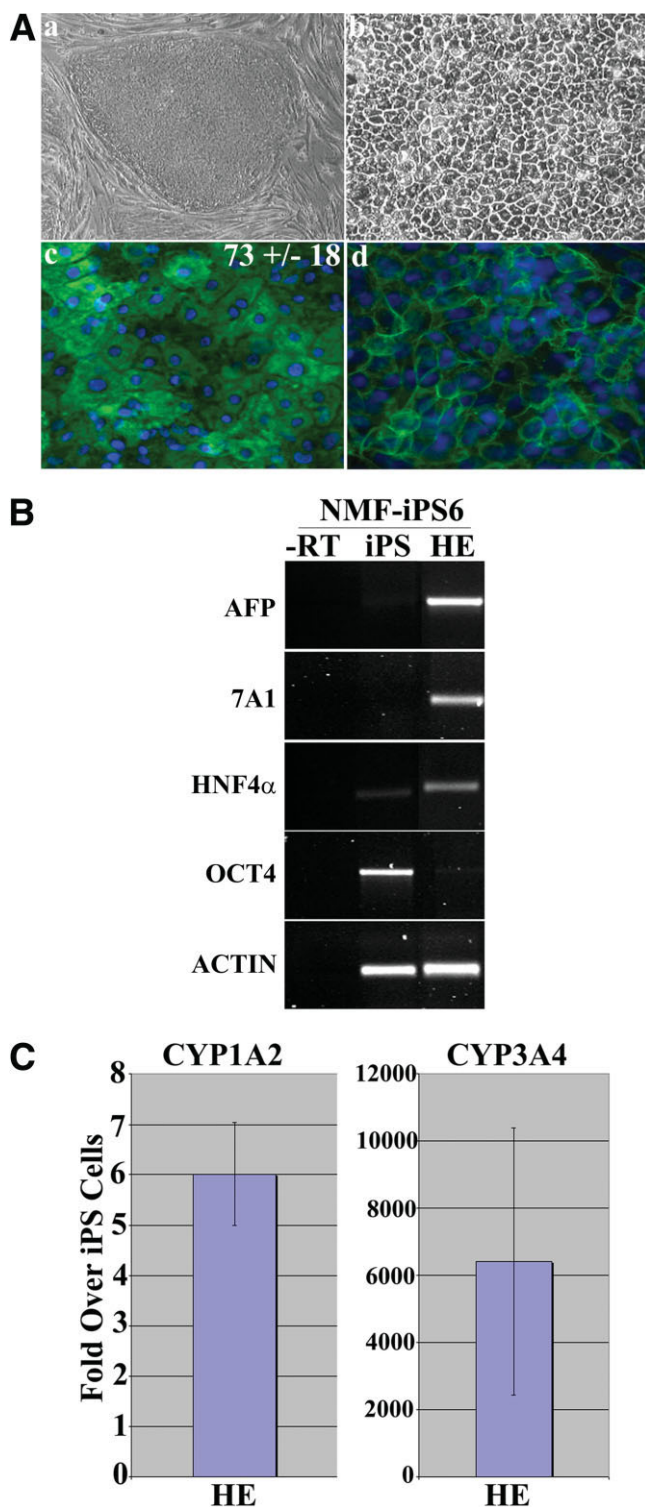 A
a
b
c
73 +/- 18
d
B
NMF-iPS6
-RT iPS HE
AFP
7A1
HNF4α
OCT4
ACTIN
C
CYP1A2
CYP3A4
Fold Over iPS Cells
8
7
6
5
4
3
2
1
0
HE
12000
10000
8000
6000
4000
2000
0
HE